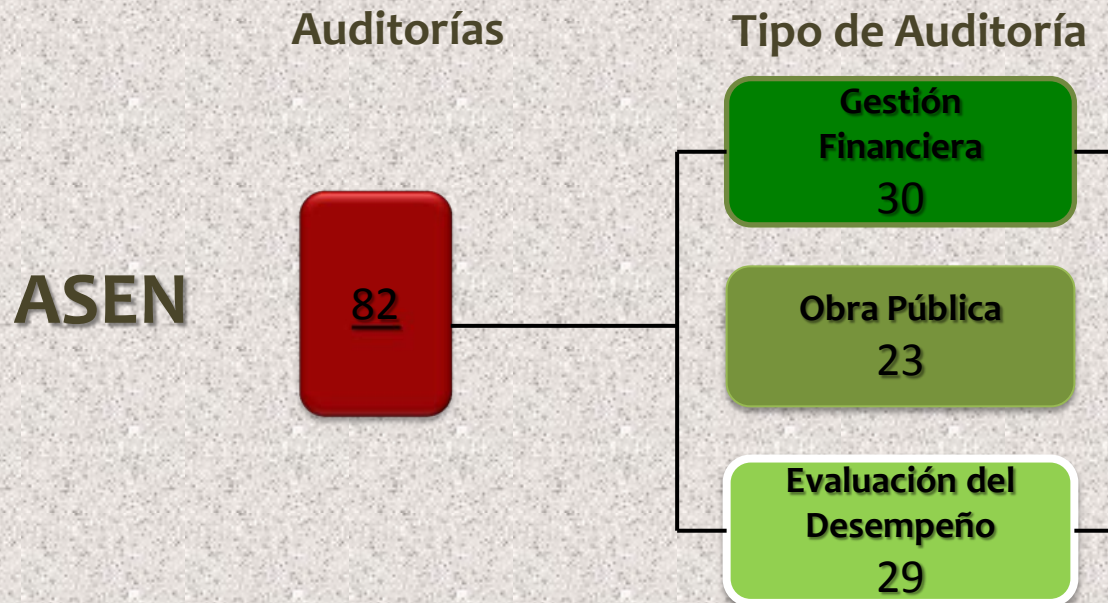 Auditorías
Tipo de Auditoría
ASEN
82
Gestión
Financiera
30
Obra Pública
23
Evaluación del
Desempeño
29